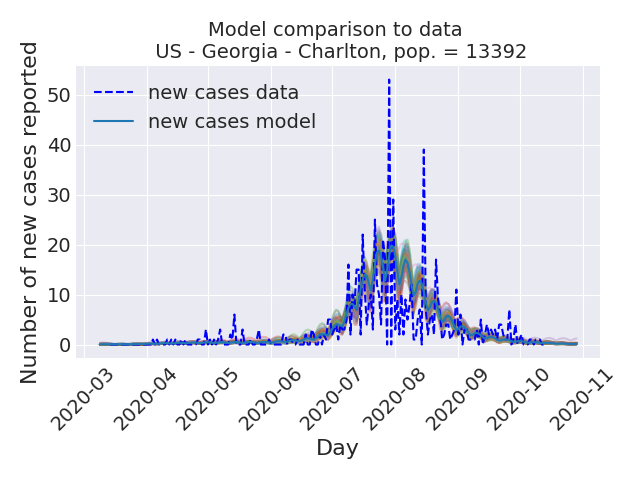 Model comparison to data
US - Georgia - Charlton, pop. = 13392
Number of new cases reported
50
40
30
20
10
0
new cases data
new cases model
2020-03
2020-04
2020-05
2020-06
2020-07
2020-08
2020-09
2020-10
2020-11
Day